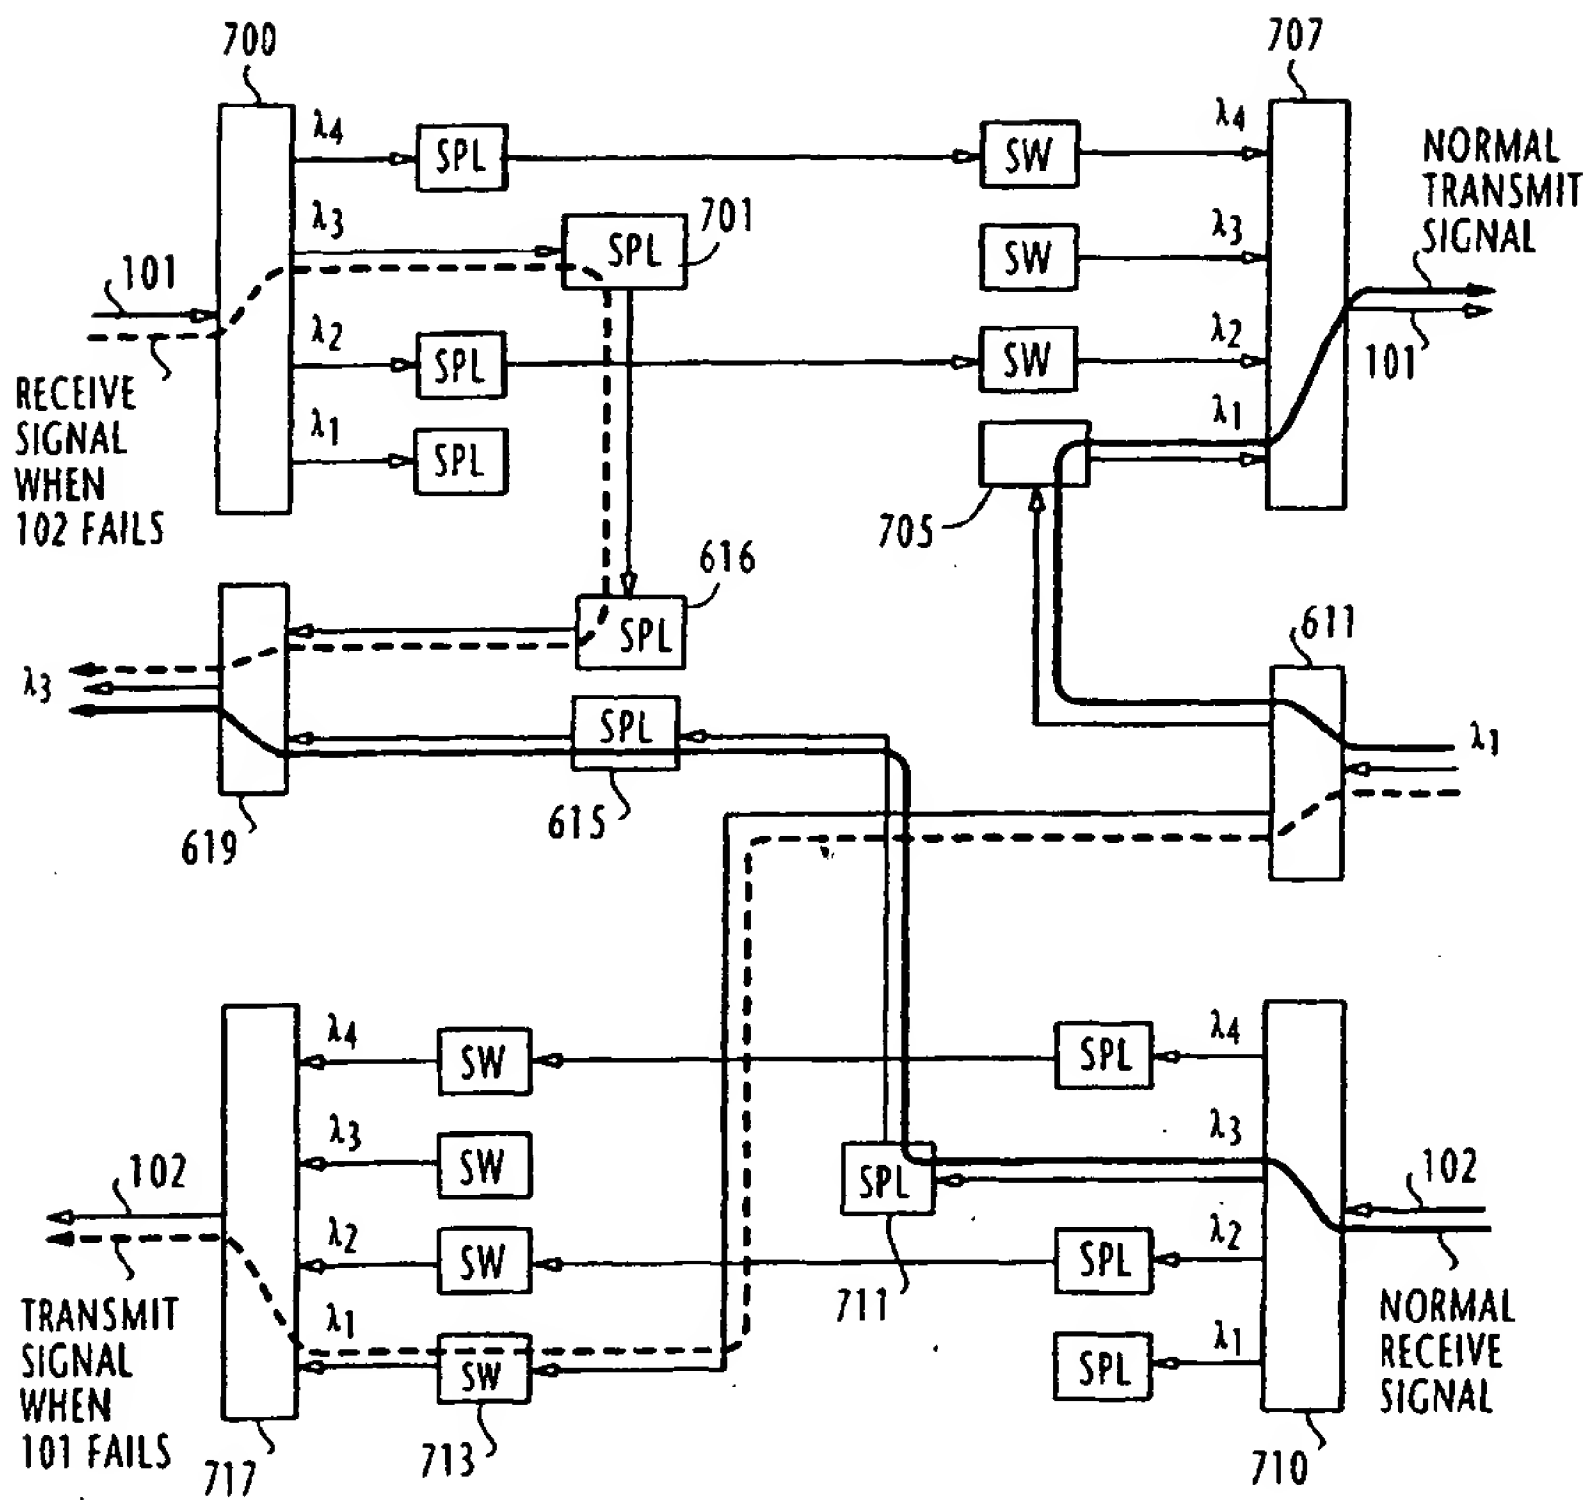 700
707
λ4
SPL
SW
λ4
NORMAL
TRANSMIT
SIGNAL
λ3
SPL
701
SW
λ3
101
λ2
SPL
SW
λ2
101
RECEIVE
SIGNAL
WHEN
102 FAILS
λ1
SPL
705
λ1
616
SPL
611
λ3
SPL
615
619
λ1
λ4
SW
SPL
λ4
λ3
SW
SPL
711
λ3
102
102
λ2
SW
SPL
λ2
TRANSMIT
SIGNAL
WHEN
101 FAILS
λ1
SW
713
SPL
λ1
NORMAL
RECEIVE
SIGNAL
717
710